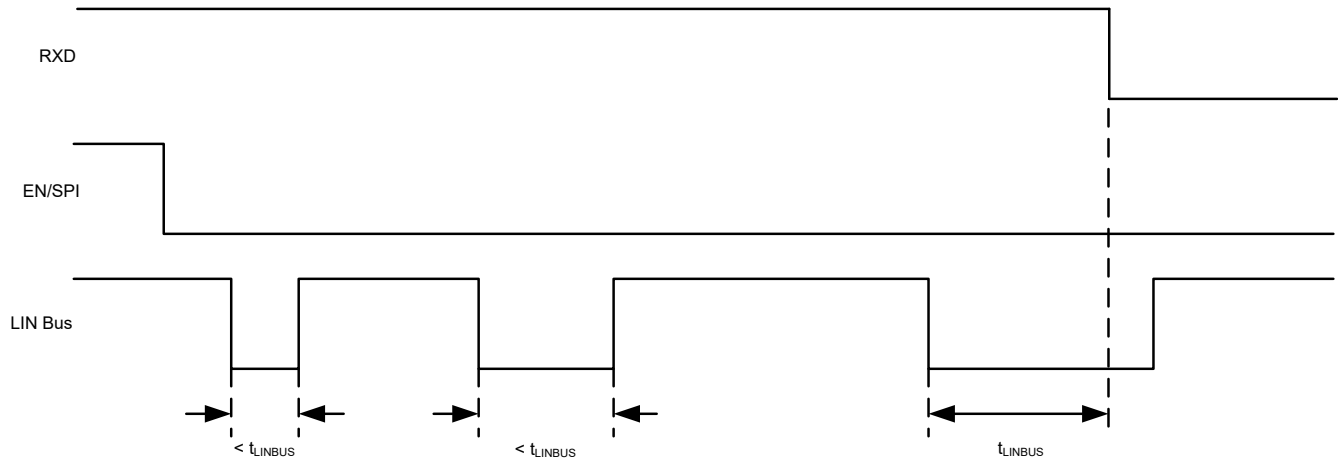 RXD
EN/SPI
LIN Bus
< tLINBUS
< tLINBUS
tLINBUS